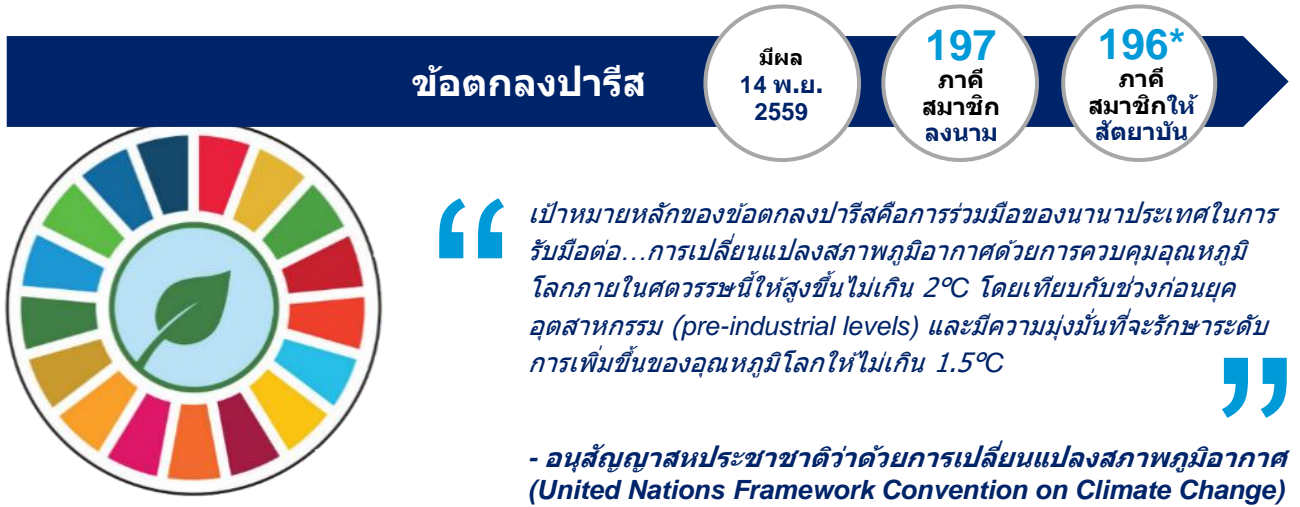 ข้อตกลงปารีส
มีผล
14 พ.ย.
2559
197
ภาคี
สมาชิก
ลงนาม
196*
ภาคี
สมาชิกให้
สัตยาบัน
“
เป้าหมายหลักของข้อตกลงปารีสคือการร่วมมือของนานาประเทศในการ
รับมือต่อ...การเปลี่ยนแปลงสภาพภูมิอากาศด้วยการควบคุมอุณหภูมิ
โลกภายในศตวรรษนี้ให้สูงขึ้นไม่เกิน 2°C โดยเทียบกับช่วงก่อนยุค
อุตสาหกรรม (pre-industrial levels) และมีความมุ่งมั่นที่จะรักษาระดับ
การเพิ่มขึ้นของอุณหภูมิโลกให้ไม่เกิน 1.5°C
”
- อนุสัญญาสหประชาชาติว่าด้วยการเปลี่ยนแปลงสภาพภูมิอากาศ
(United Nations Framework Convention on Climate Change)